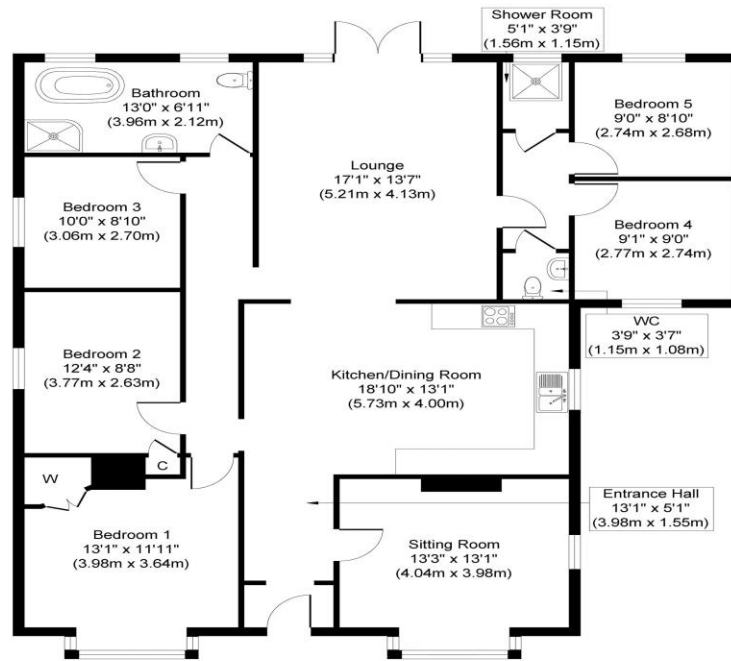 Shower Room
5'1" x 3'9"
(1.56m x 1.15m)
Bathroom
13'0" x 6'11"
(3.96m x 2.12m)
Bedroom 5
9'0" x 8'10"
(2.74m x 2.68m)
Lounge
17'1" x 13'7"
(5.21m x 4.13m)
Bedroom 3
10'0" x 8'10"
(3.06m x 2.70m)
Bedroom 4
9'1" x 9'0"
(2.77m x 2.74m)
WC
3'9" x 3'7"
(1.15m x 1.08m)
Bedroom 2
12'4" x 8'8"
(3.77m x 2.63m)
Kitchen/Dining Room
18'10" x 13'1"
(5.73m x 4.00m)
C
W
Entrance Hall
13'1" x 5'1"
(3.98m x 1.55m)
Bedroom 1
13'1" x 11'11"
(3.98m x 3.64m)
Sitting Room
13'3" x 13'1"
(4.04m x 3.98m)